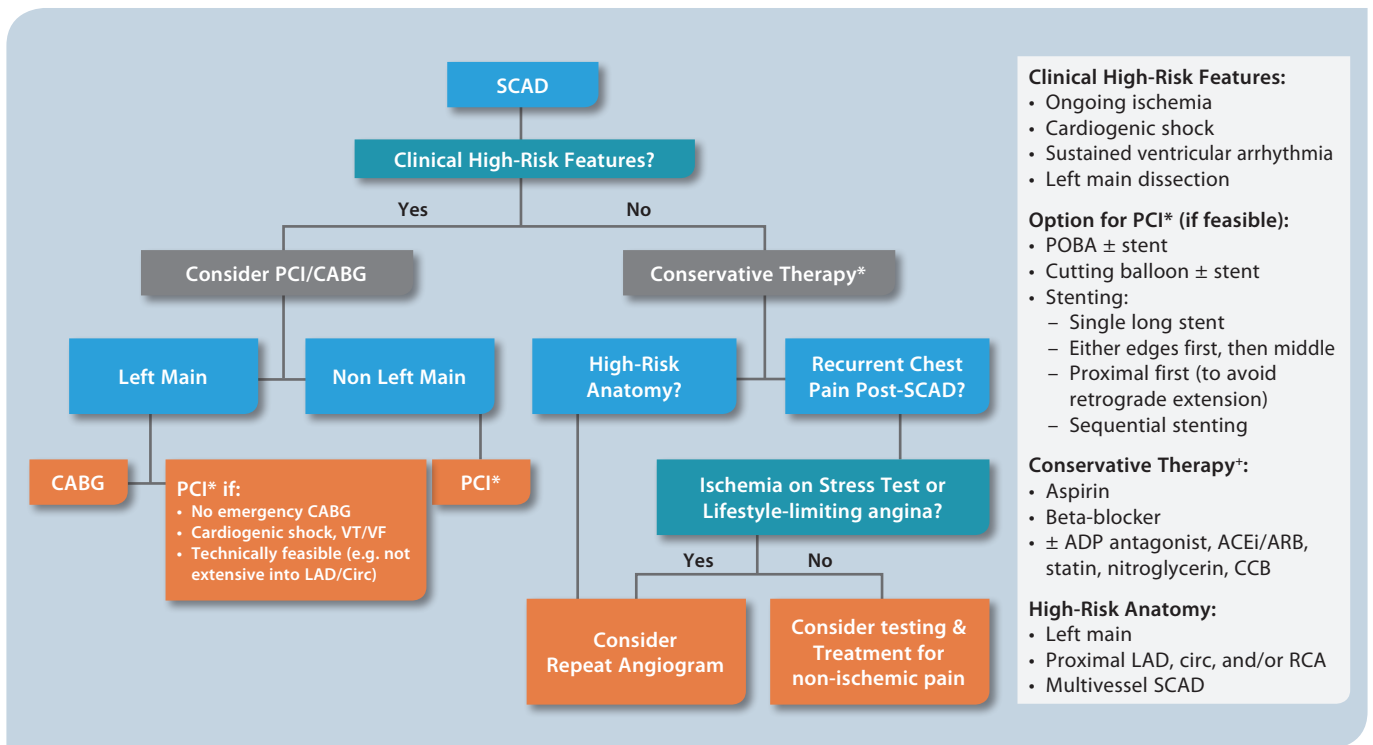 SCAD
Clinical High-Risk Features?
Yes
No
Consider PCI/CABG
Conservative Therapy*
Left Main
Non Left Main
High-Risk
Anatomy?
Recurrent Chest
Pain Post-SCAD?
CABG
PCI* if:
• No emergency CABG
• Cardiogenic shock, VT/VF
• Technically feasible (e.g. not
extensive into LAD/Circ)
PCI*
Ischemia on Stress Test or
Lifestyle-limiting angina?
Yes
No
Consider
Repeat Angiogram
Consider testing &
Treatment for
non-ischemic pain
Clinical High-Risk Features:
• Ongoing ischemia
• Cardiogenic shock
• Sustained ventricular arrhythmia
• Left main dissection
Option for PCI* (if feasible):
• POBA ± stent
• Cutting balloon ± stent
• Stenting:
– Single long stent
– Either edges first, then middle
– Proximal first (to avoid
retrograde extension)
– Sequential stenting
Conservative Therapy⁺:
• Aspirin
• Beta-blocker
• ± ADP antagonist, ACEi/ARB,
statin, nitroglycerin, CCB
High-Risk Anatomy:
• Left main
• Proximal LAD, circ, and/or RCA
• Multivessel SCAD